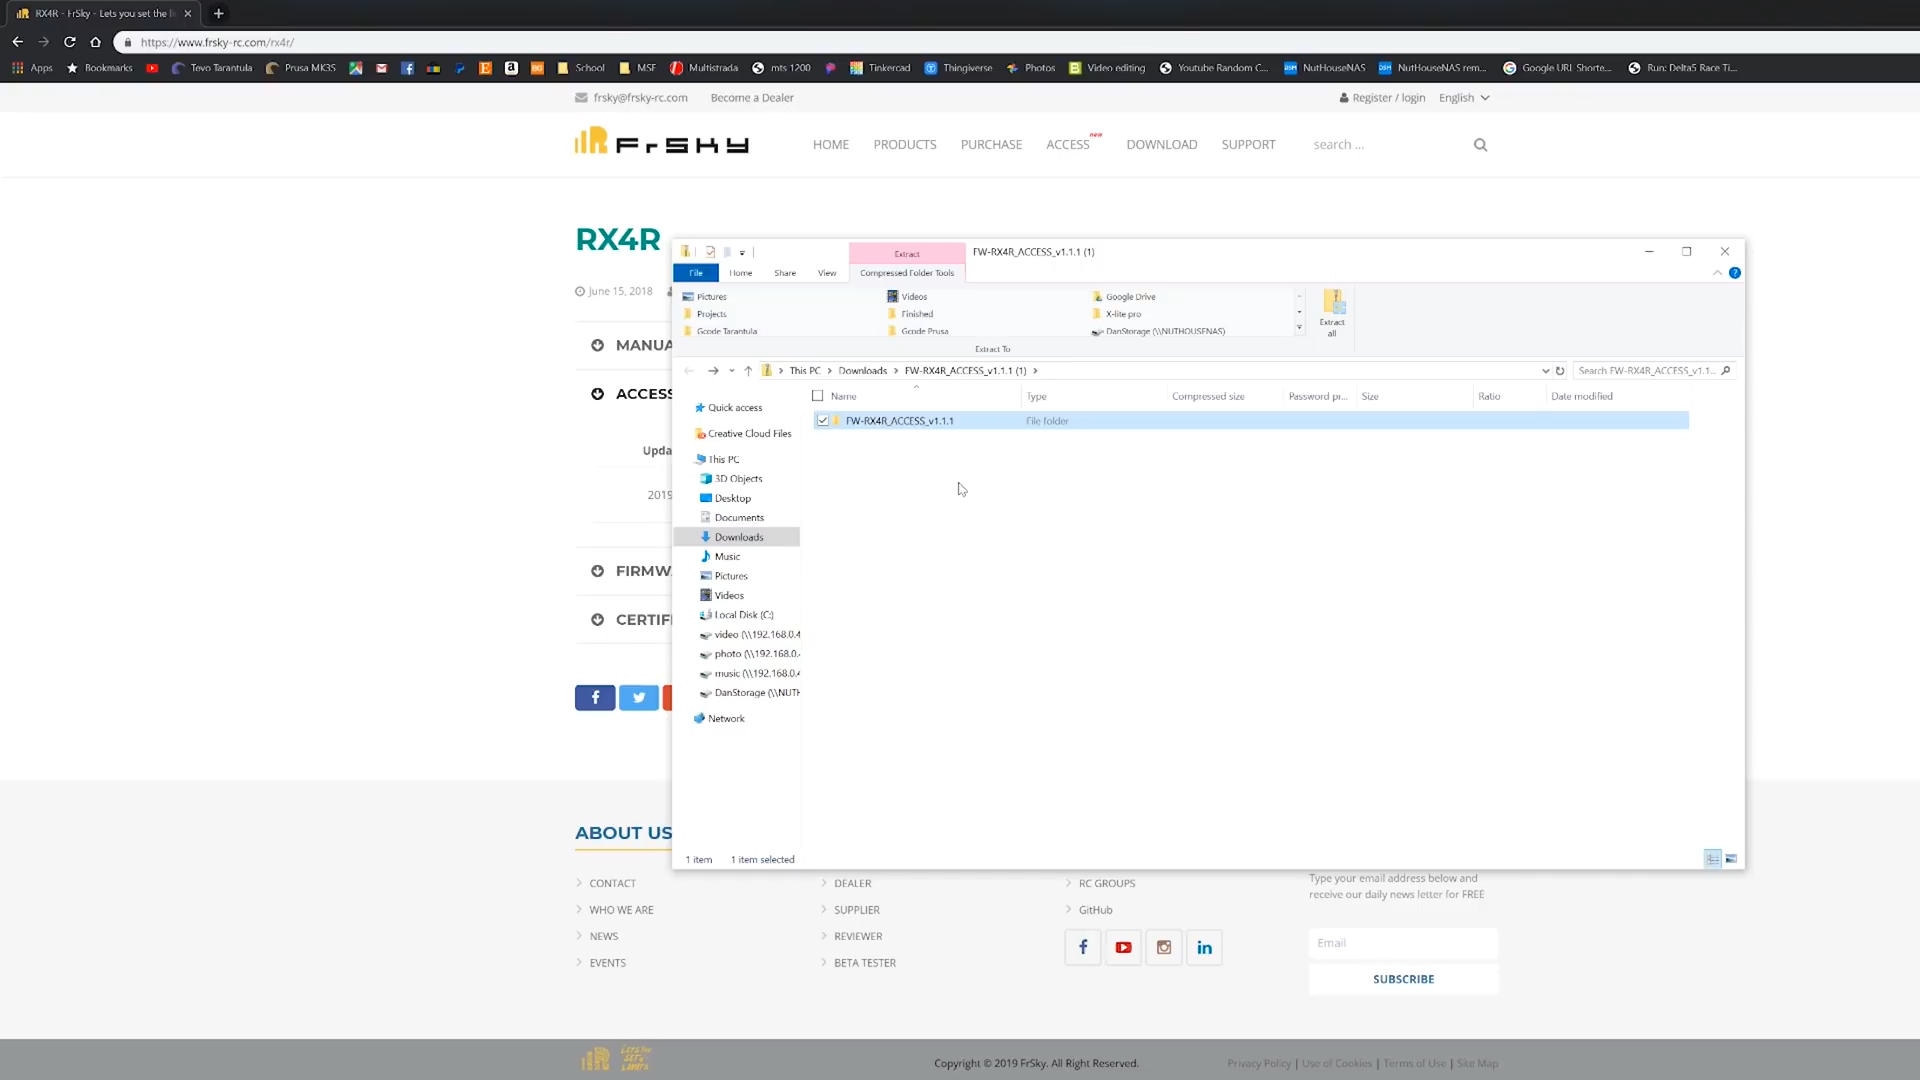 RX4R - FrSky - Lets you set the li
https://www.frsky-rc.com/rx4r/
Apps Bookmarks Tevo Tarantula Prusa MK3S School MSF Multistrada mts 1200 Tinkercad Thingiverse Photos Video editing Youtube Random C... NutHouseNAS NutHouseNAS rem... Google URL Shorte... Run: Delta5 Race Ti...
frsky@frsky-rc.com Become a Dealer Register / login English
FrSky HOME PRODUCTS PURCHASE ACCESS new DOWNLOAD SUPPORT search ...
RX4R
June 15, 2018
MANUA
ACCESS
Upda
2019
FIRMW
CERTIF
Extract FW-RX4R_ACCESS_v1.1.1 (1)
File Home Share View Compressed Folder Tools
Pictures Videos Google Drive
Projects Finished X-lite pro
Gcode Tarantula Gcode Prusa DanStorage (\\NUTHOUSENAS)
Extract
all
Extract To
This PC Downloads FW-RX4R_ACCESS_v1.1.1 (1) Search FW-RX4R_ACCESS_v1.1...
Name Type Compressed size Password pr... Size Ratio Date modified
FW-RX4R_ACCESS_v1.1.1 File folder
Quick access
Creative Cloud Files
This PC
3D Objects
Desktop
Documents
Downloads
Music
Pictures
Videos
Local Disk (C:)
video (\\192.168.0.4
photo (\\192.168.0.4
music (\\192.168.0.4
DanStorage (\\NUTH
Network
1 item 1 item selected
ABOUT US
CONTACT
WHO WE ARE
NEWS
EVENTS
DEALER
SUPPLIER
REVIEWER
BETA TESTER
RC GROUPS
GitHub
Type your email address below and
receive our daily news letter for FREE
Email
SUBSCRIBE
Copyright © 2019 FrSky. All Right Reserved.
Privacy Policy | Use of Cookies | Terms of Use | Site Map